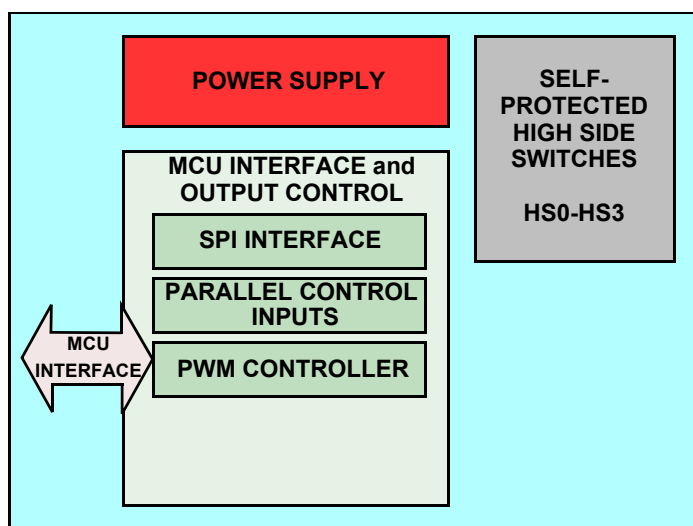 POWER SUPPLY
SELF-
PROTECTED
HIGH SIDE
SWITCHES
HS0-HS3
MCU INTERFACE and
OUTPUT CONTROL
SPI INTERFACE
PARALLEL CONTROL
INPUTS
PWM CONTROLLER
MCU
INTERFACE